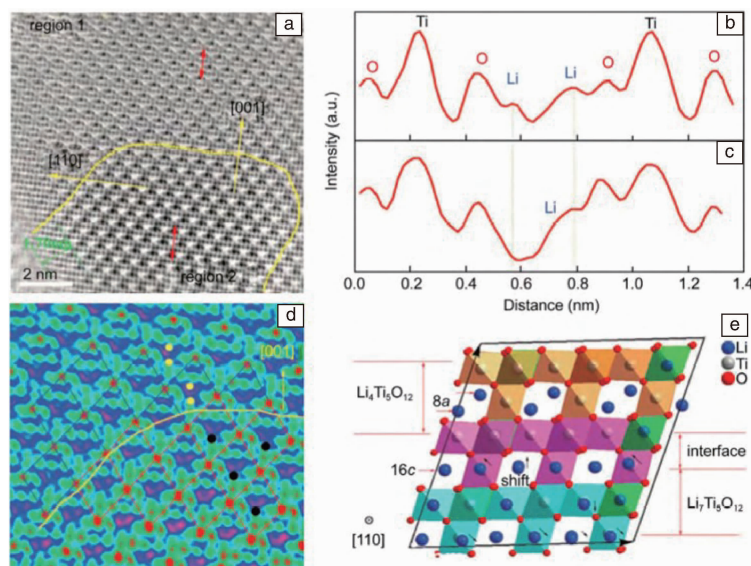 a
region 1
[001]
[11̄0]
region 2
2 nm
b
Ti
Ti
O
O
Li
Li
O
O
c
Li
Intensity (a.u.)
0.0 0.2 0.4 0.6 0.8 1.0 1.2 1.4
Distance (nm)
d
[001]
e
Li
Ti
O
Li₄Ti₅O₁₂
8a
16c
shift
interface
Li₇Ti₅O₁₂
[110]